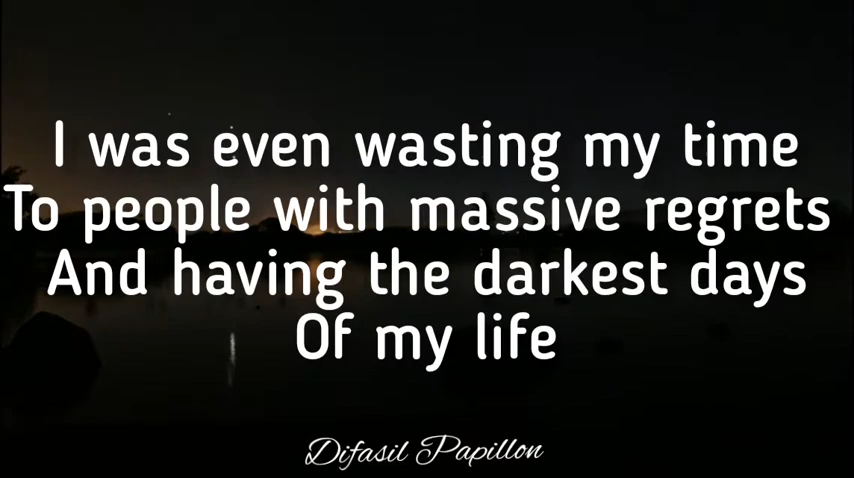 I was even wasting my time
To people with massive regrets
And having the darkest days
Of my life
Difasil Papillon